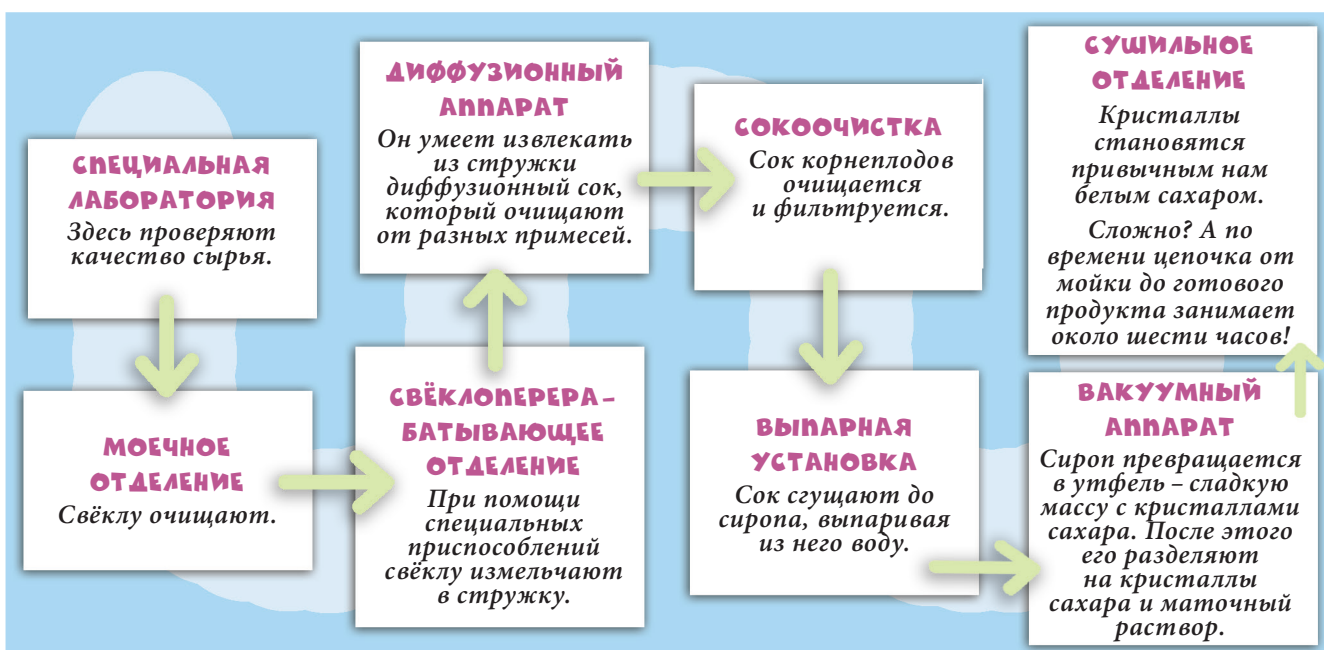 СПЕЦИАЛЬНАЯ
ЛАБОРАТОРИЯ
Здесь проверяют
качество сырья.
МОЕЧНОЕ
ОТДЕЛЕНИЕ
Свёклу очищают.
СВЁКЛОПЕРЕРА-
БАТЫВАЮЩЕЕ
ОТДЕЛЕНИЕ
При помощи
специальных
приспособлений
свёклу измельчают
в стружку.
ДИФФУЗИОННЫЙ
АППАРАТ
Он умеет извлекать
из стружки
диффузионный сок,
который очищают
от разных примесей.
СОКООЧИСТКА
Сок корнеплодов
очищается
и фильтруется.
ВЫПАРНАЯ
УСТАНОВКА
Сок сгущают до
сиропа, выпаривая
из него воду.
ВАКУУМНЫЙ
АППАРАТ
Сироп превращается
в утфель – сладкую
массу с кристаллами
сахара. После этого
его разделяют
на кристаллы
сахара и маточный
раствор.
СУШИЛЬНОЕ
ОТДЕЛЕНИЕ
Кристаллы
становятся
привычным нам
белым сахаром.
Сложно? А по
времени цепочка от
мойки до готового
продукта занимает
около шести часов!